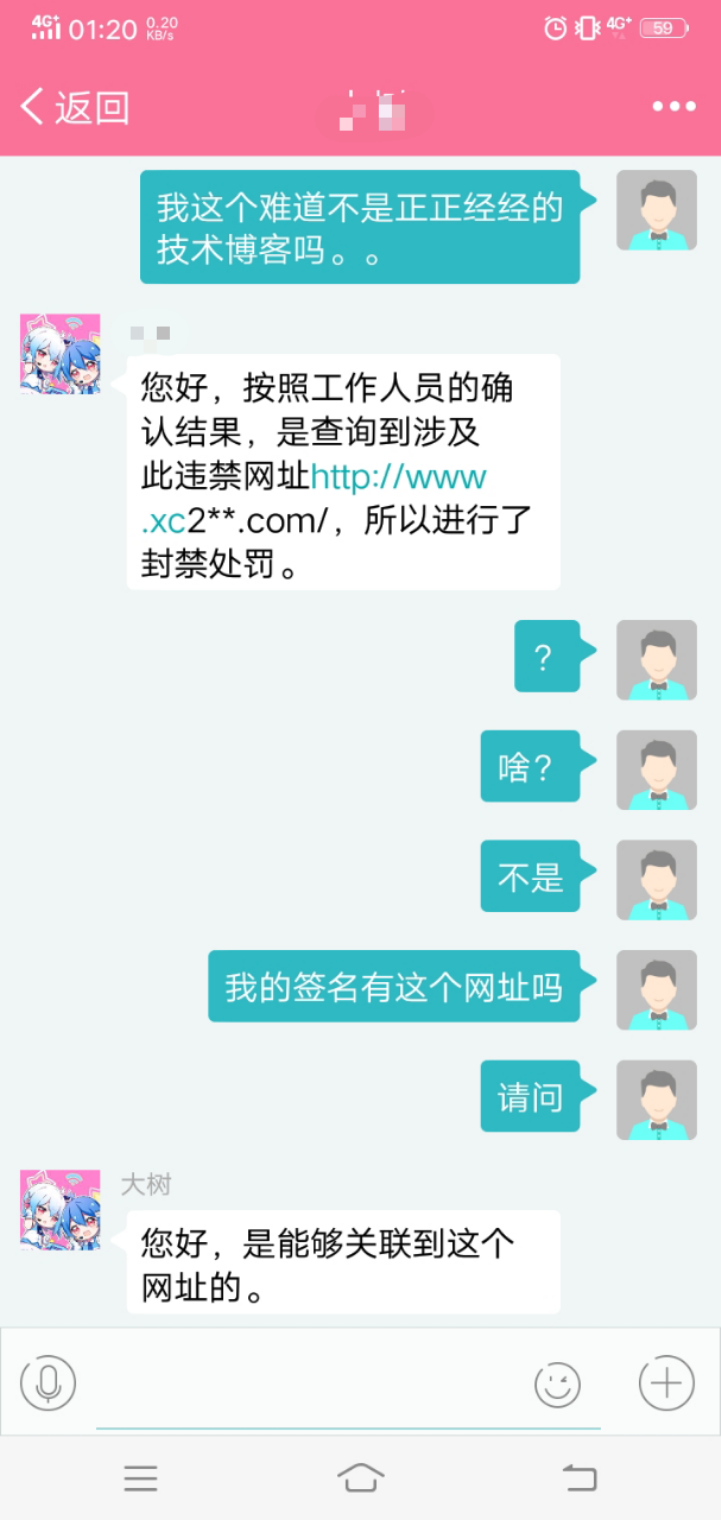 4G+ 01:20 0.20 KB/s 4G+ 59
返回
我这个难道不是正正经经的
技术博客吗。。
您好，按照工作人员的确
认结果，是查询到涉及
此违禁网址http://www
.xc2**.com/，所以进行了
封禁处罚。
？
啥？
不是
我的签名有这个网址吗
请问
大树
您好，是能够关联到这个
网址的。